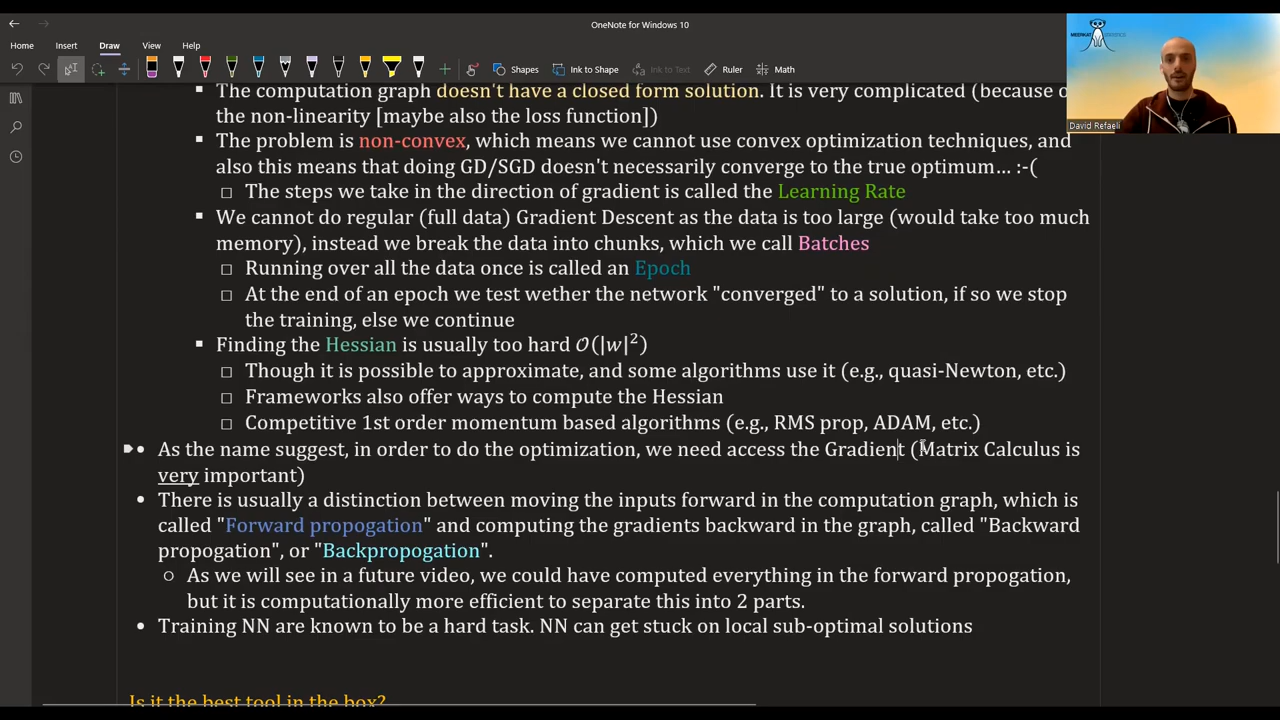 OneNote for Windows 10
Home Insert Draw View Help
Shapes Ink to Shape Ink to Text Ruler Math
MEERKAT
David Refaeli
The computation graph doesn't have a closed form solution. It is very complicated (because o
the non-linearity [maybe also the loss function])
The problem is non-convex, which means we cannot use convex optimization techniques, and
also this means that doing GD/SGD doesn't necessarily converge to the true optimum... :-(
The steps we take in the direction of gradient is called the Learning Rate
We cannot do regular (full data) Gradient Descent as the data is too large (would take too much
memory), instead we break the data into chunks, which we call Batches
Running over all the data once is called an Epoch
At the end of an epoch we test wether the network "converged" to a solution, if so we stop
the training, else we continue
Finding the Hessian is usually too hard 𝒪(|w|²)
Though it is possible to approximate, and some algorithms use it (e.g., quasi-Newton, etc.)
Frameworks also offer ways to compute the Hessian
Competitive 1st order momentum based algorithms (e.g., RMS prop, ADAM, etc.)
As the name suggest, in order to do the optimization, we need access the Gradient (Matrix Calculus is
very important)
There is usually a distinction between moving the inputs forward in the computation graph, which is
called "Forward propogation" and computing the gradients backward in the graph, called "Backward
propogation", or "Backpropogation".
As we will see in a future video, we could have computed everything in the forward propogation,
but it is computationally more efficient to separate this into 2 parts.
Training NN are known to be a hard task. NN can get stuck on local sub-optimal solutions
Is it the best tool in the box?